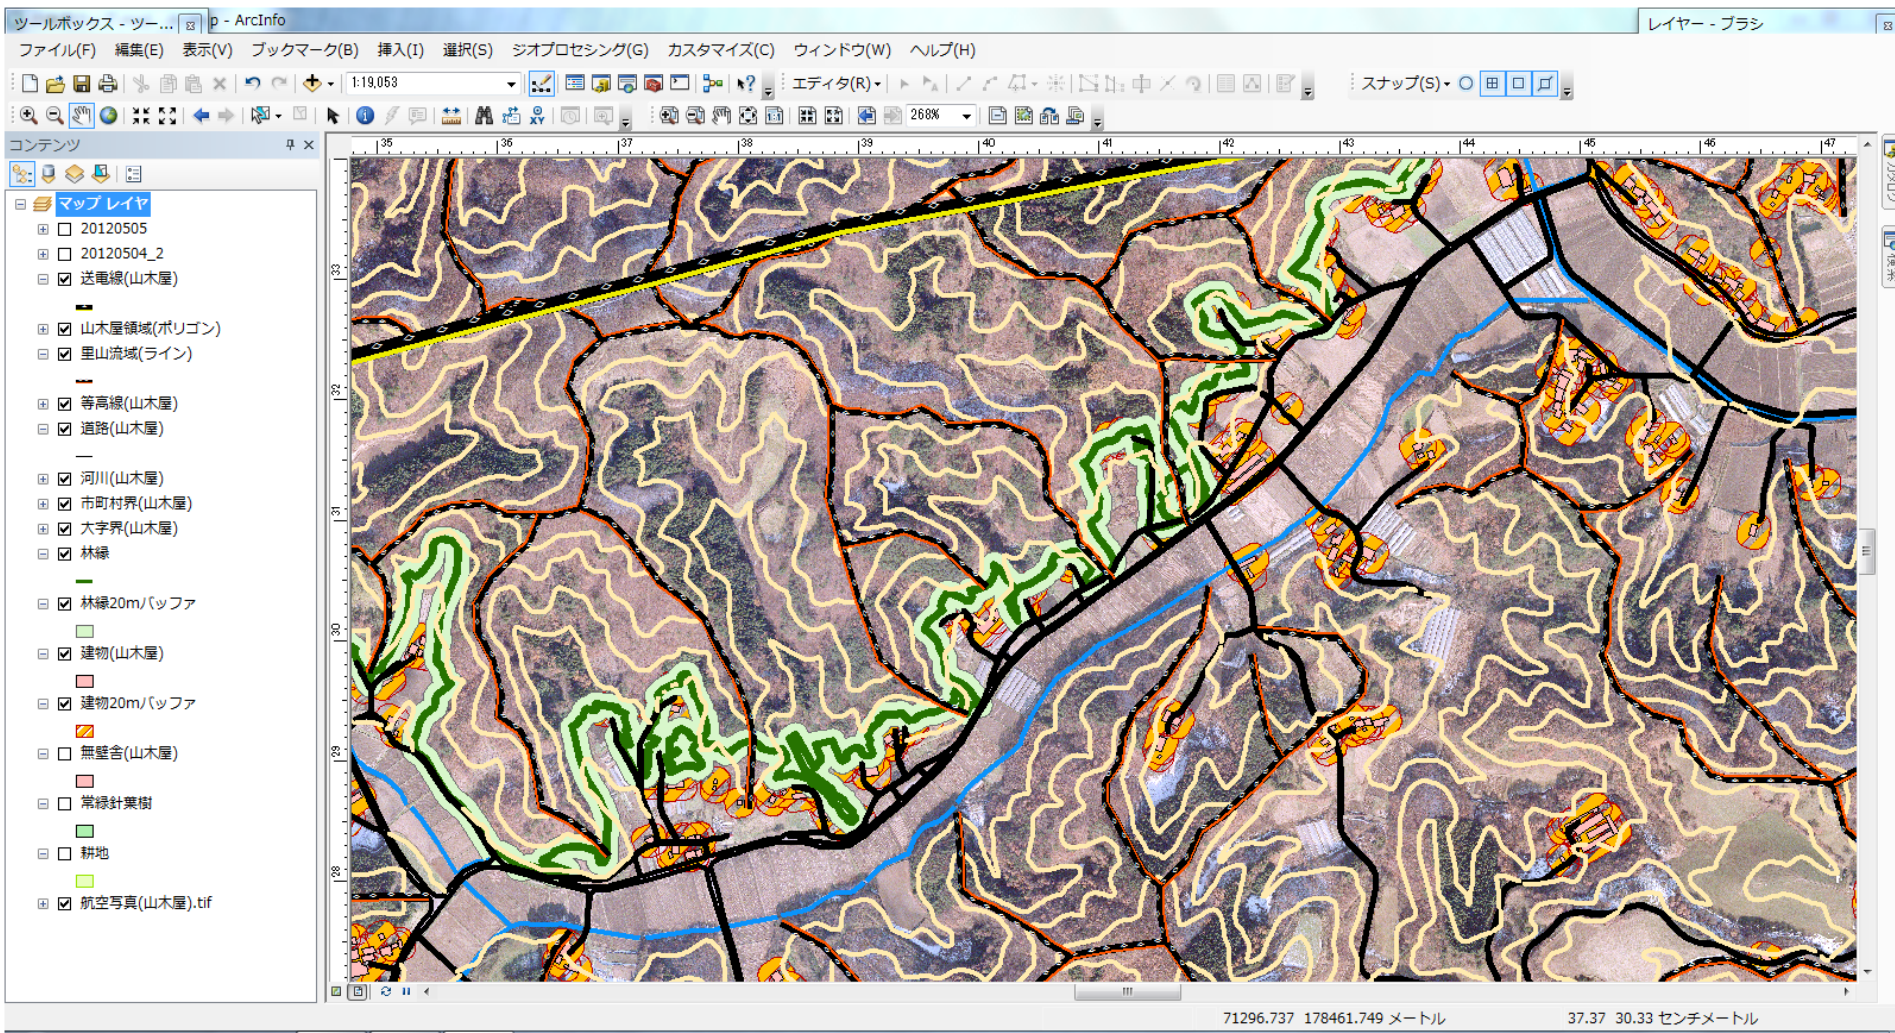 ツールボックス - ツー...
p - ArcInfo
レイヤー - ブラシ
ファイル(F) 編集(E) 表示(V) ブックマーク(B) 挿入(I) 選択(S) ジオプロセシング(G) カスタマイズ(C) ウィンドウ(W) ヘルプ(H)
1:19,053
エディタ(R)
スナップ(S)
268%
コンテンツ
マップ レイヤ
20120505
20120504_2
送電線(山木屋)
山木屋領域(ポリゴン)
里山流域(ライン)
等高線(山木屋)
道路(山木屋)
河川(山木屋)
市町村界(山木屋)
大字界(山木屋)
林縁
林縁20mバッファ
建物(山木屋)
建物20mバッファ
無壁舎(山木屋)
常緑針葉樹
耕地
航空写真(山木屋).tif
35 36 37 38 39 40 41 42 43 44 45 46 47
33
32
31
30
29
28
カタログ
検索
71296.737 178461.749 メートル
37.37 30.33 センチメートル